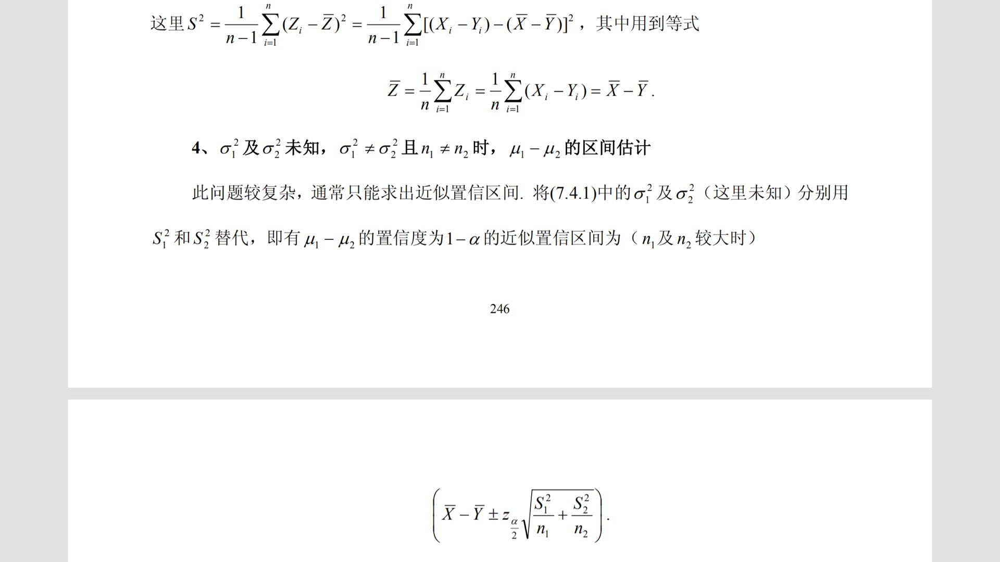 这里 $S^2 = \frac{1}{n-1}\sum_{i=1}^{n}(Z_i - \overline{Z})^2 = \frac{1}{n-1}\sum_{i=1}^{n}[(X_i - Y_i) - (\overline{X} - \overline{Y})]^2$，其中用到等式
$\overline{Z} = \frac{1}{n}\sum_{i=1}^{n}Z_i = \frac{1}{n}\sum_{i=1}^{n}(X_i - Y_i) = \overline{X} - \overline{Y}.$
4、$\sigma_1^2$ 及 $\sigma_2^2$ 未知，$\sigma_1^2 \neq \sigma_2^2$ 且 $n_1 \neq n_2$ 时，$\mu_1 - \mu_2$ 的区间估计
此问题较复杂，通常只能求出近似置信区间. 将(7.4.1)中的 $\sigma_1^2$ 及 $\sigma_2^2$（这里未知）分别用
$S_1^2$ 和 $S_2^2$ 替代，即有 $\mu_1 - \mu_2$ 的置信度为 $1-\alpha$ 的近似置信区间为（$n_1$ 及 $n_2$ 较大时）
246
$\left(\overline{X} - \overline{Y} \pm z_{\frac{\alpha}{2}}\sqrt{\frac{S_1^2}{n_1} + \frac{S_2^2}{n_2}}\right).$